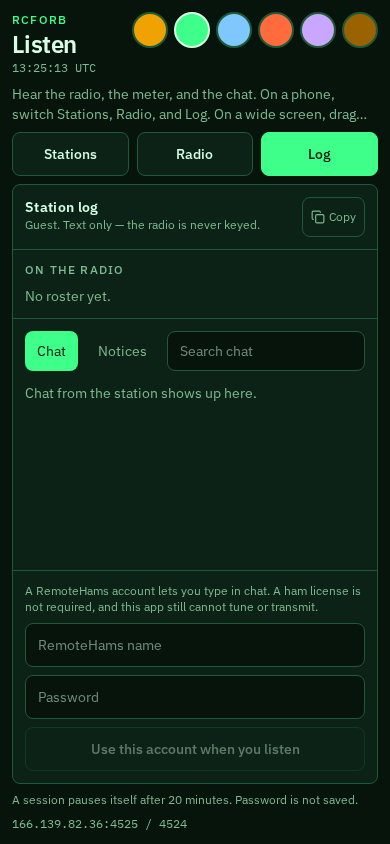 RCFORB
Listen
13:25:13 UTC
Hear the radio, the meter, and the chat. On a phone,
switch Stations, Radio, and Log. On a wide screen, drag...
Stations
Radio
Log
Station log
Guest. Text only — the radio is never keyed.
Copy
ON THE RADIO
No roster yet.
Chat
Notices
Search chat
Chat from the station shows up here.
A RemoteHams account lets you type in chat. A ham license is
not required, and this app still cannot tune or transmit.
RemoteHams name
Password
Use this account when you listen
A session pauses itself after 20 minutes. Password is not saved.
166.139.82.36:4525 / 4524